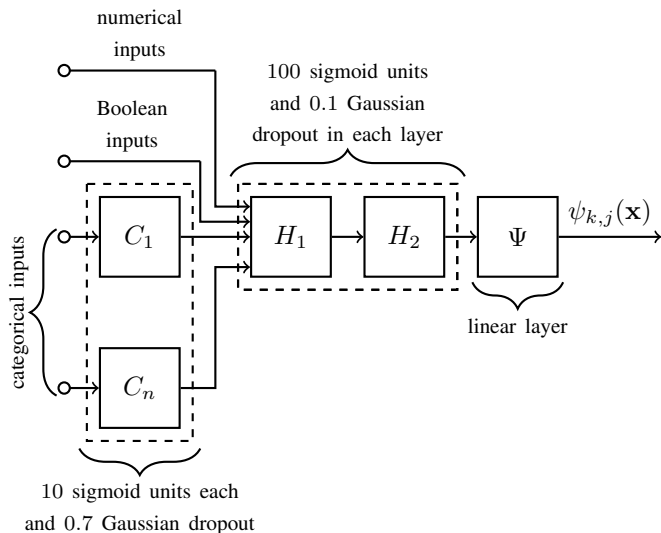 numerical
inputs
100 sigmoid units
and 0.1 Gaussian
dropout in each layer
Boolean
inputs
categorical inputs
C₁
H₁
H₂
Ψ
ψₖ,ⱼ(x)
linear layer
Cₙ
10 sigmoid units each
and 0.7 Gaussian dropout